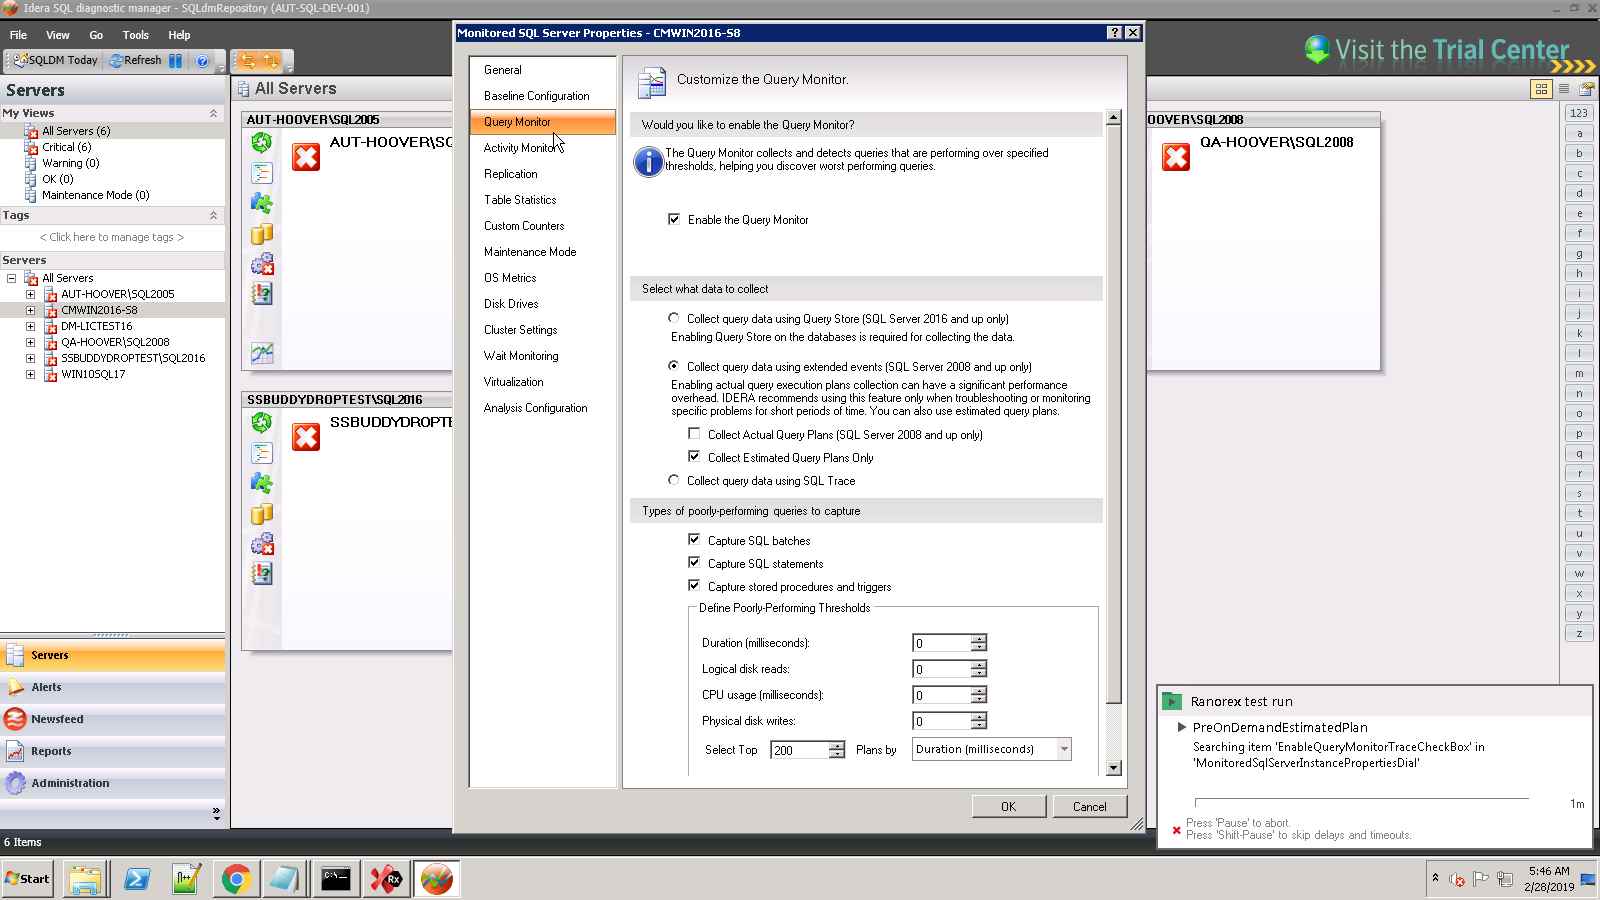 Idera SQL diagnostic manager - SQLdmRepository (AUT-SQL-DEV-001)
File View Go Tools Help
SQLDM Today Refresh
Visit the Trial Center
Servers
My Views
All Servers (6)
Critical (6)
Warning (0)
OK (0)
Maintenance Mode (0)
Tags
< Click here to manage tags >
Servers
All Servers
AUT-HOOVER\SQL2005
CMWIN2016-S8
DM-LICTEST16
QA-HOOVER\SQL2008
SSBUDDYDROPTEST\SQL2016
WIN10SQL17
Servers
Alerts
Newsfeed
Reports
Administration
6 Items
All Servers
AUT-HOOVER\SQL2005
AUT-HOOVER\SQ
SSBUDDYDROPTEST\SQL2016
SSBUDDYDROPTE
Monitored SQL Server Properties - CMWIN2016-S8
General
Baseline Configuration
Query Monitor
Activity Monitor
Replication
Table Statistics
Custom Counters
Maintenance Mode
OS Metrics
Disk Drives
Cluster Settings
Wait Monitoring
Virtualization
Analysis Configuration
Customize the Query Monitor.
Would you like to enable the Query Monitor?
The Query Monitor collects and detects queries that are performing over specified
thresholds, helping you discover worst performing queries.
Enable the Query Monitor
Select what data to collect
Collect query data using Query Store (SQL Server 2016 and up only)
Enabling Query Store on the databases is required for collecting the data.
Collect query data using extended events (SQL Server 2008 and up only)
Enabling actual query execution plans collection can have a significant performance
overhead. IDERA recommends using this feature only when troubleshooting or monitoring
specific problems for short periods of time. You can also use estimated query plans.
Collect Actual Query Plans (SQL Server 2008 and up only)
Collect Estimated Query Plans Only
Collect query data using SQL Trace
Types of poorly-performing queries to capture
Capture SQL batches
Capture SQL statements
Capture stored procedures and triggers
Define Poorly-Performing Thresholds
Duration (milliseconds): 0
Logical disk reads: 0
CPU usage (milliseconds): 0
Physical disk writes: 0
Select Top 200 Plans by Duration (milliseconds)
OK Cancel
OOVER\SQL2008
QA-HOOVER\SQL2008
123
a
b
c
d
e
f
g
h
i
j
k
l
m
n
o
p
q
r
s
t
u
v
w
x
y
z
Ranorex test run
PreOnDemandEstimatedPlan
Searching item 'EnableQueryMonitorTraceCheckBox' in
'MonitoredSqlServerInstancePropertiesDial'
1m
Press 'Pause' to abort.
Press 'Shift-Pause' to skip delays and timeouts.
Start
5:46 AM
2/28/2019